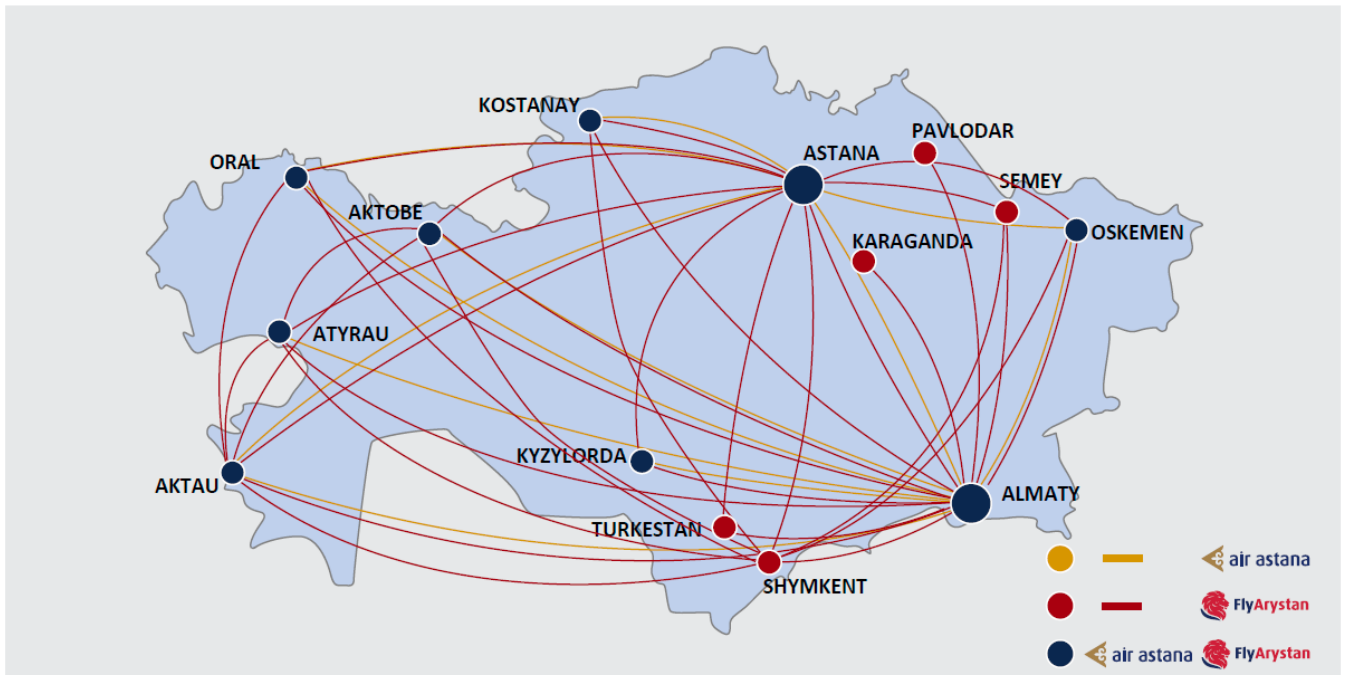 KOSTANAY
PAVLODAR
ASTANA
ORAL
SEMEY
AKTOBE
OSKEMEN
KARAGANDA
ATYRAU
KYZYLORDA
AKTAU
ALMATY
TURKESTAN
air astana
SHYMKENT
FlyArystan
air astana FlyArystan